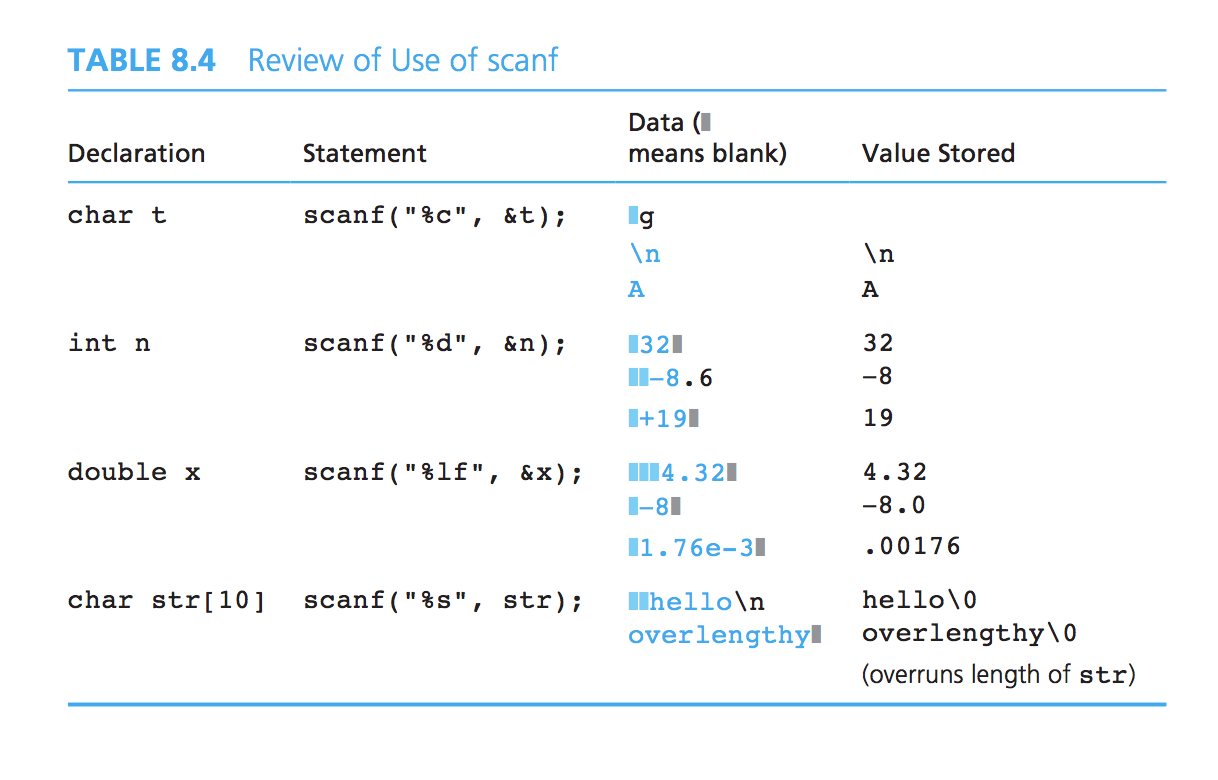 TABLE 8.4 Review of Use of scanf
Declaration Statement Data (▮ means blank) Value Stored
char t scanf("%c", &t); ▮g
\n \n
A A
int n scanf("%d", &n); ▮32▮ 32
▮▮–8.6 –8
▮+19▮ 19
double x scanf("%lf", &x); ▮▮▮4.32▮ 4.32
▮–8▮ –8.0
▮1.76e–3▮ .00176
char str[10] scanf("%s", str); ▮▮hello\n hello\0
overlengthy▮ overlengthy\0
(overruns length of str)